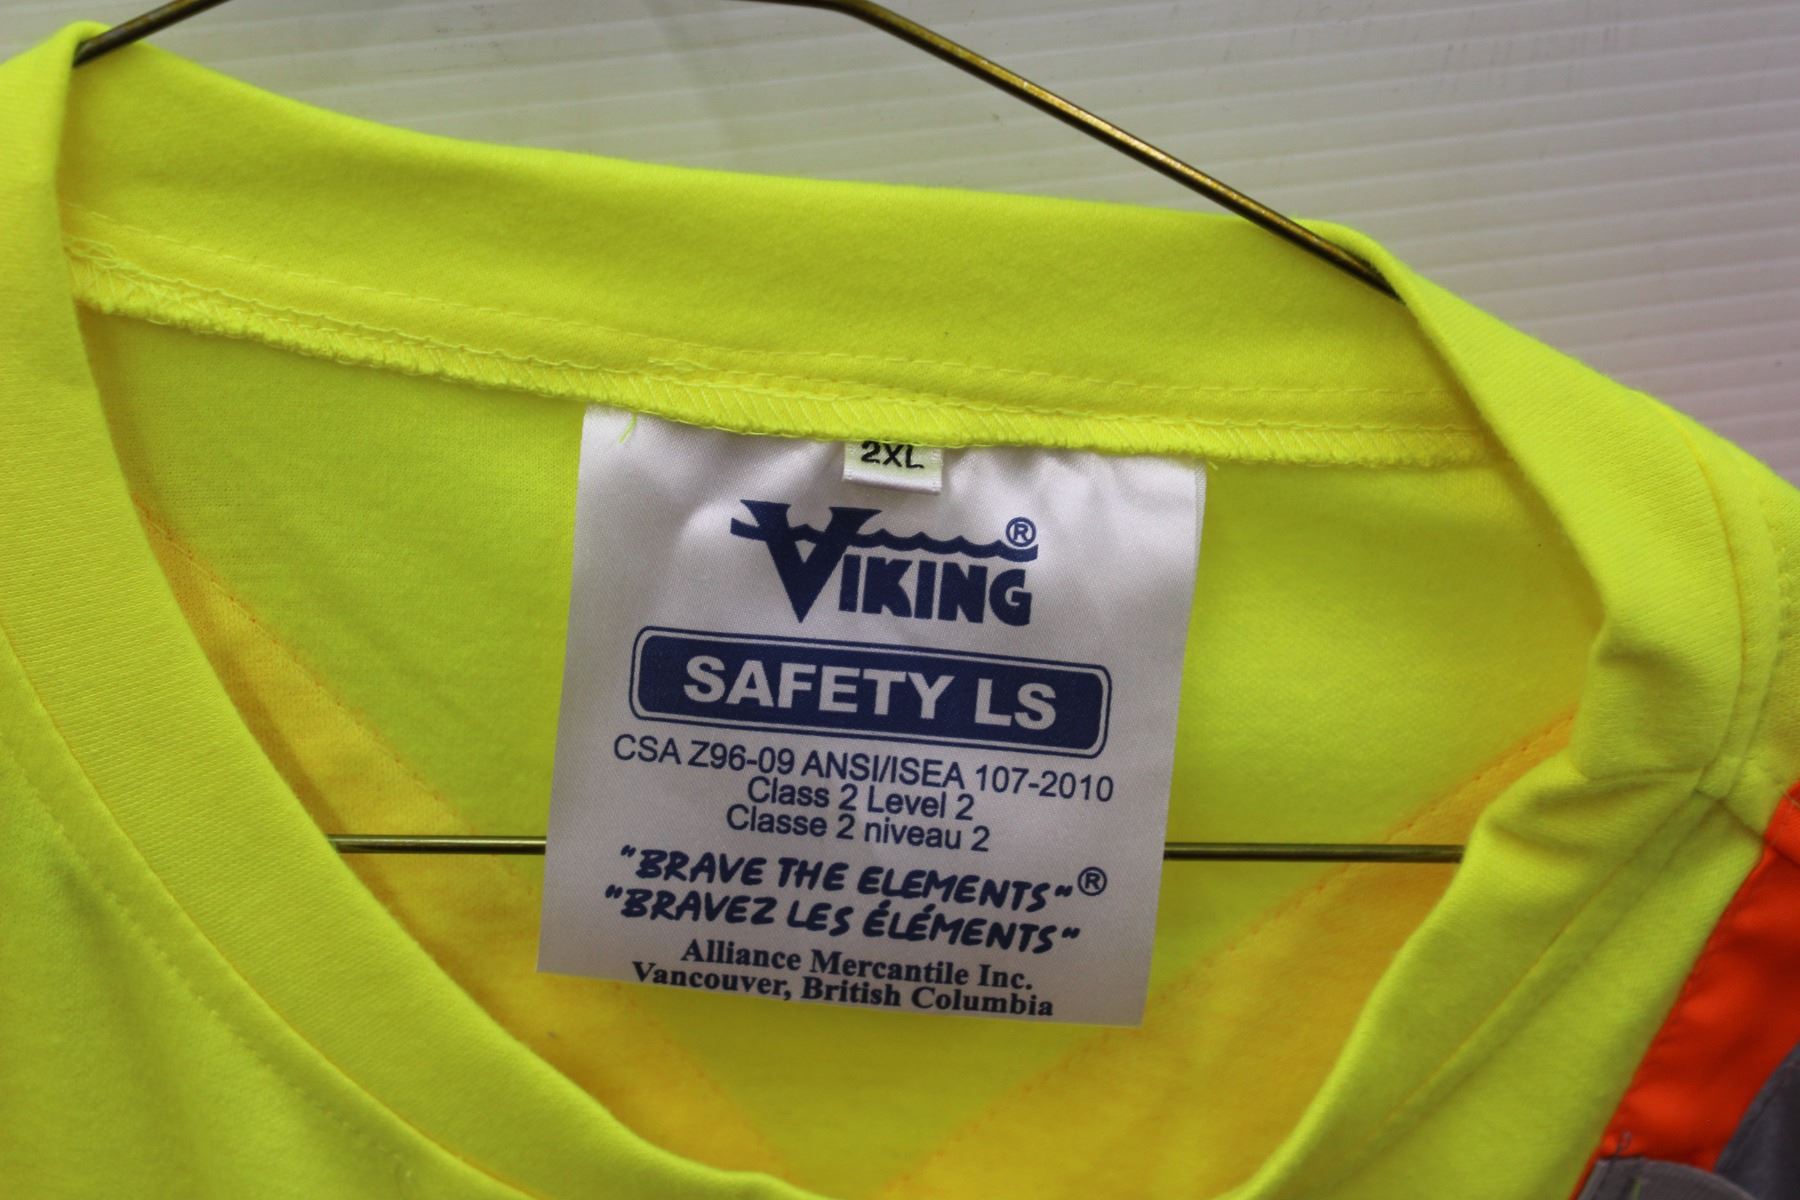 2XL
VIKING®
SAFETY LS
CSA Z96-09 ANSI/ISEA 107-2010
Class 2 Level 2
Classe 2 niveau 2
"BRAVE THE ELEMENTS"®
"BRAVEZ LES ÉLÉMENTS"
Alliance Mercantile Inc.
Vancouver, British Columbia